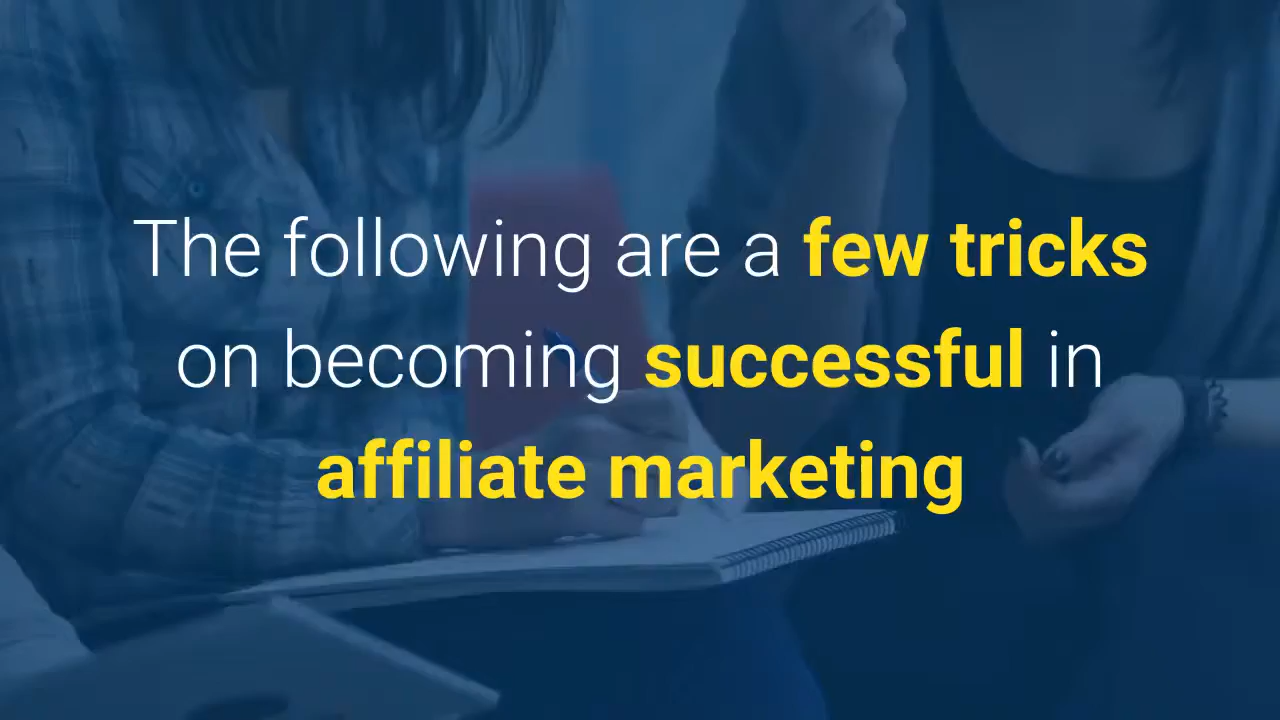 The following are a few tricks
on becoming successful in
affiliate marketing